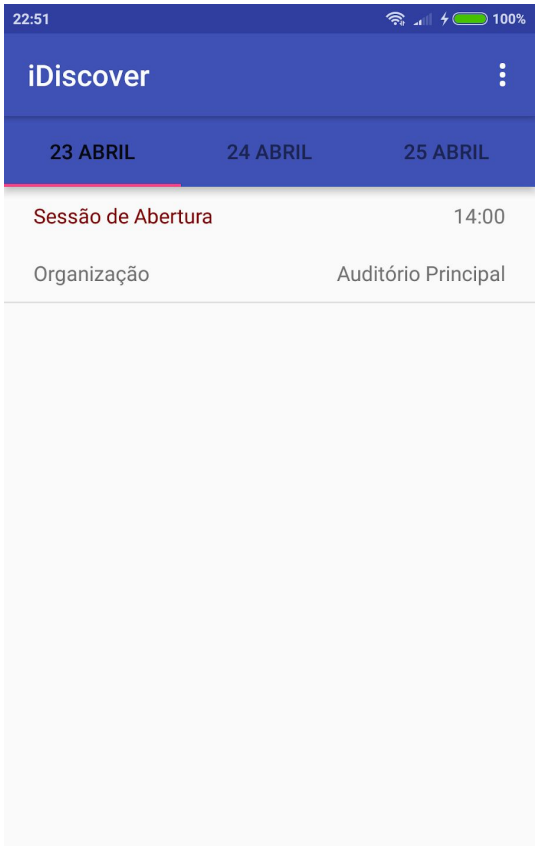 22:51 100%
iDiscover
23 ABRIL 24 ABRIL 25 ABRIL
Sessão de Abertura 14:00
Organização Auditório Principal